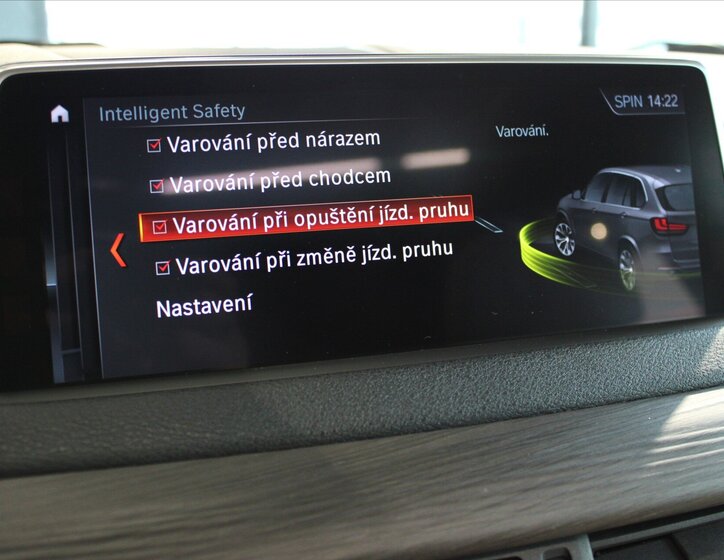 Intelligent Safety
SPIN 14:22
Varování před nárazem
Varování.
Varování před chodcem
Varování při opuštění jízd. pruhu
Varování při změně jízd. pruhu
Nastavení